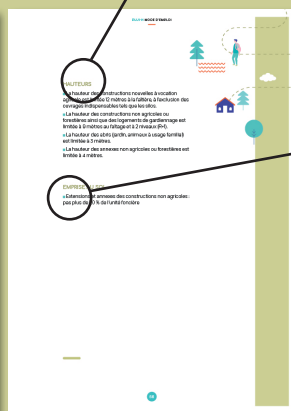 MODE D'EMPLOI
HAUTEURS
La hauteur des constructions nouvelles à vocation
agricole est limitée 12 mètres à la faîtière, à l'exclusion des
ouvrages indispensables tels que les silos.
La hauteur des constructions non agricoles ou
forestières ainsi que des logements de gardiennage est
limitée à 9 mètres au faîtage et à 2 niveaux (R+1).
La hauteur des abris (jardin, animaux à usage familial)
est limitée à 3 mètres.
La hauteur des annexes non agricoles ou forestières est
limitée à 4 mètres.
EMPRISE AU SOL
Extensions et annexes des constructions non agricoles :
pas plus de 30 % de l'unité foncière.